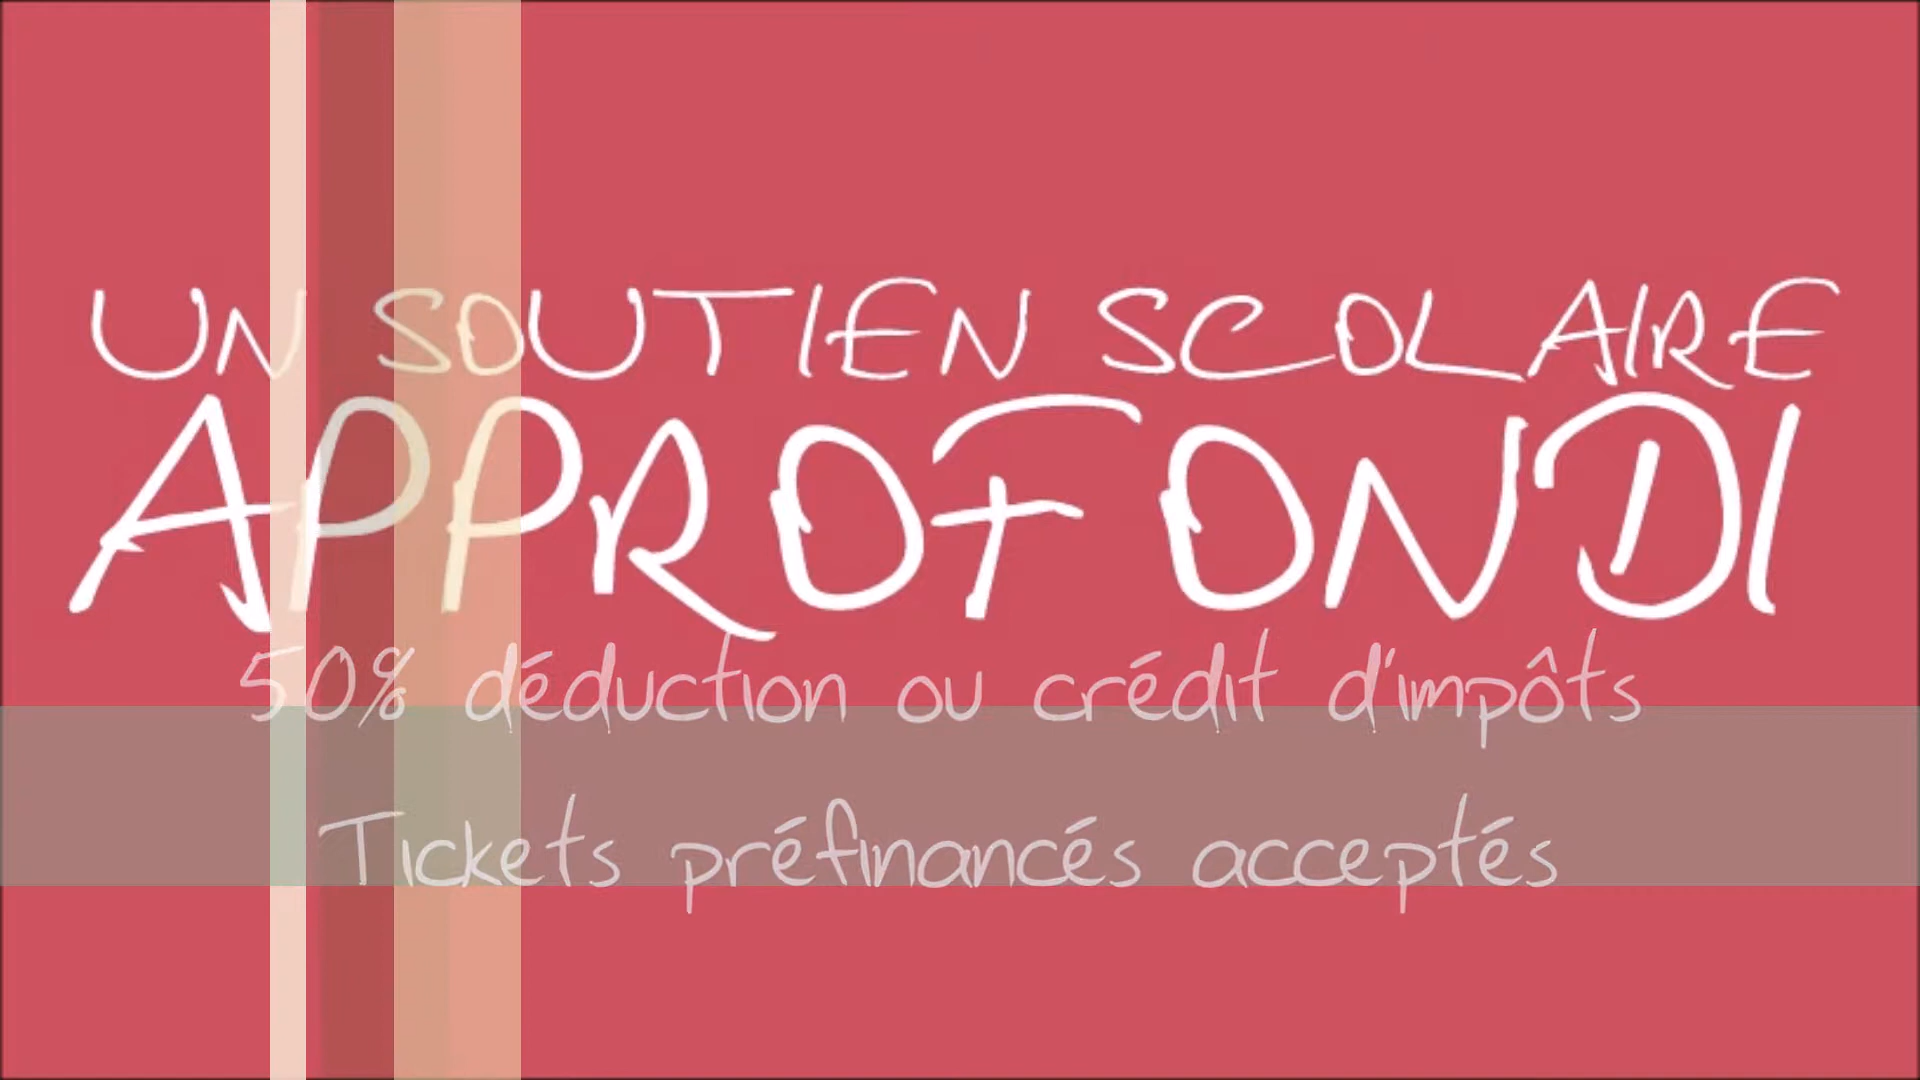 UN SOUTIEN SCOLAIRE
APPROFONDI
50% déduction ou crédit d'impôts
Tickets préfinancés acceptés